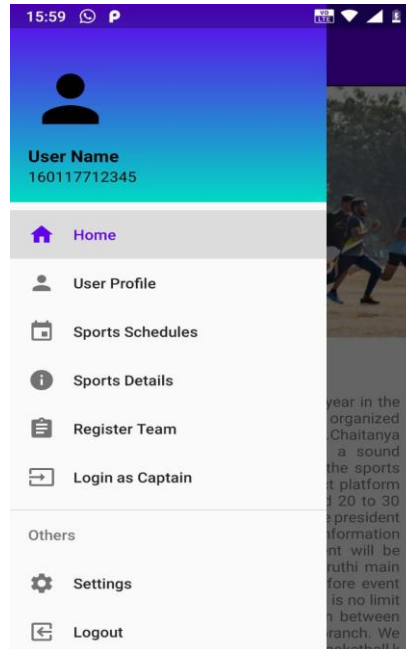 15:59
VO
LTE
User Name
160117712345
Home
User Profile
Sports Schedules
Sports Details
Register Team
Login as Captain
Others
Settings
Logout
year in the
organized
Chaitanya
a sound
the sports
platform
20 to 30
president
nformation
nt will be
ruthi main
fore event
is no limit
between
ranch. We